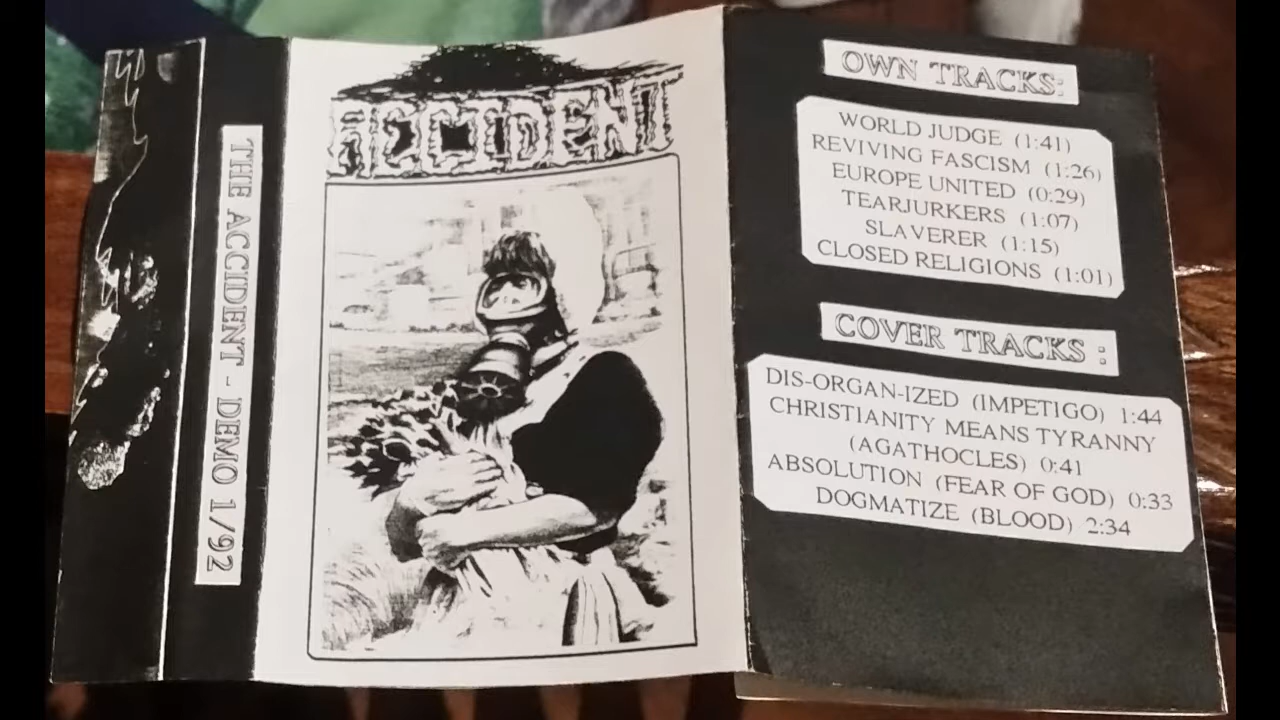 THE ACCIDENT - DEMO 1/92
ACCIDENT
OWN TRACKS:
WORLD JUDGE (1:41)
REVIVING FASCISM (1:26)
EUROPE UNITED (0:29)
TEARJURKERS (1:07)
SLAVERER (1:15)
CLOSED RELIGIONS (1:01)
COVER TRACKS :
DIS-ORGAN-IZED (IMPETIGO) 1:44
CHRISTIANITY MEANS TYRANNY
(AGATHOCLES) 0:41
ABSOLUTION (FEAR OF GOD) 0:33
DOGMATIZE (BLOOD) 2:34